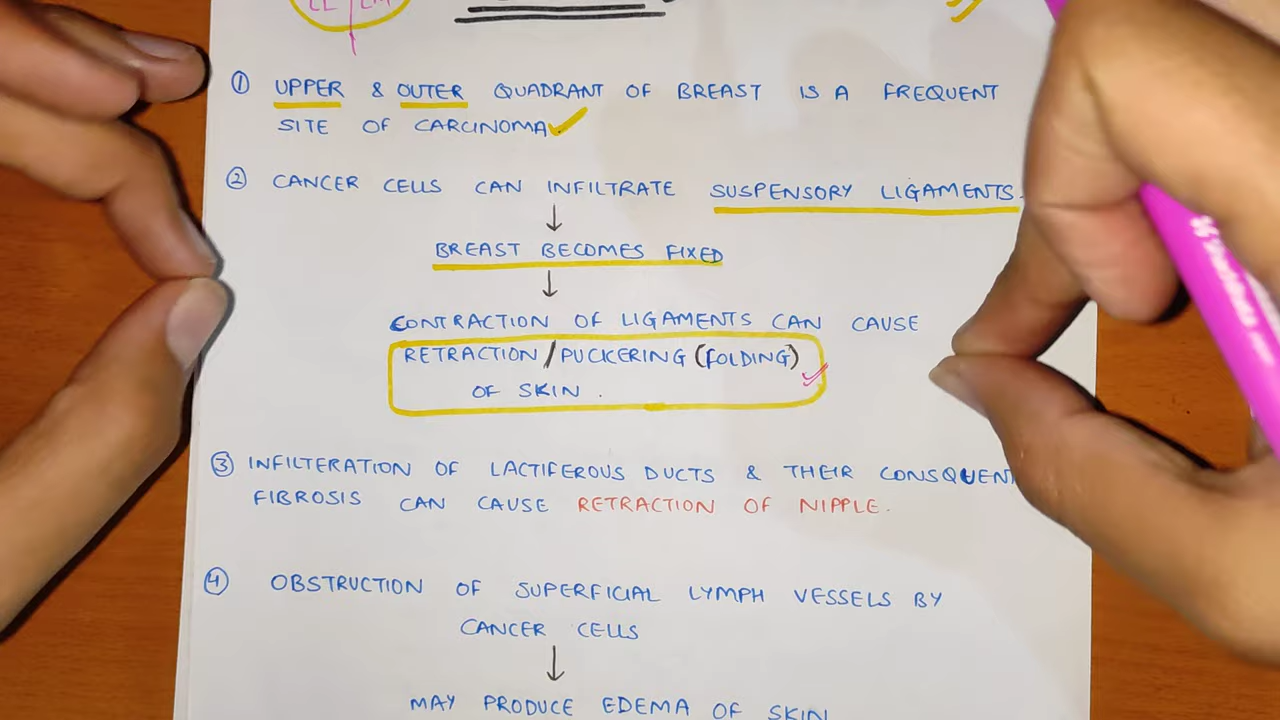 ① UPPER & OUTER QUADRANT OF BREAST IS A FREQUENT
SITE OF CARCINOMA
② CANCER CELLS CAN INFILTRATE SUSPENSORY LIGAMENTS.
↓
BREAST BECOMES FIXED
↓
CONTRACTION OF LIGAMENTS CAN CAUSE
RETRACTION/PUCKERING (FOLDING)
OF SKIN.
③ INFILTERATION OF LACTIFEROUS DUCTS & THEIR CONSQUENT
FIBROSIS CAN CAUSE RETRACTION OF NIPPLE.
④ OBSTRUCTION OF SUPERFICIAL LYMPH VESSELS BY
CANCER CELLS
↓
MAY PRODUCE EDEMA OF SKIN